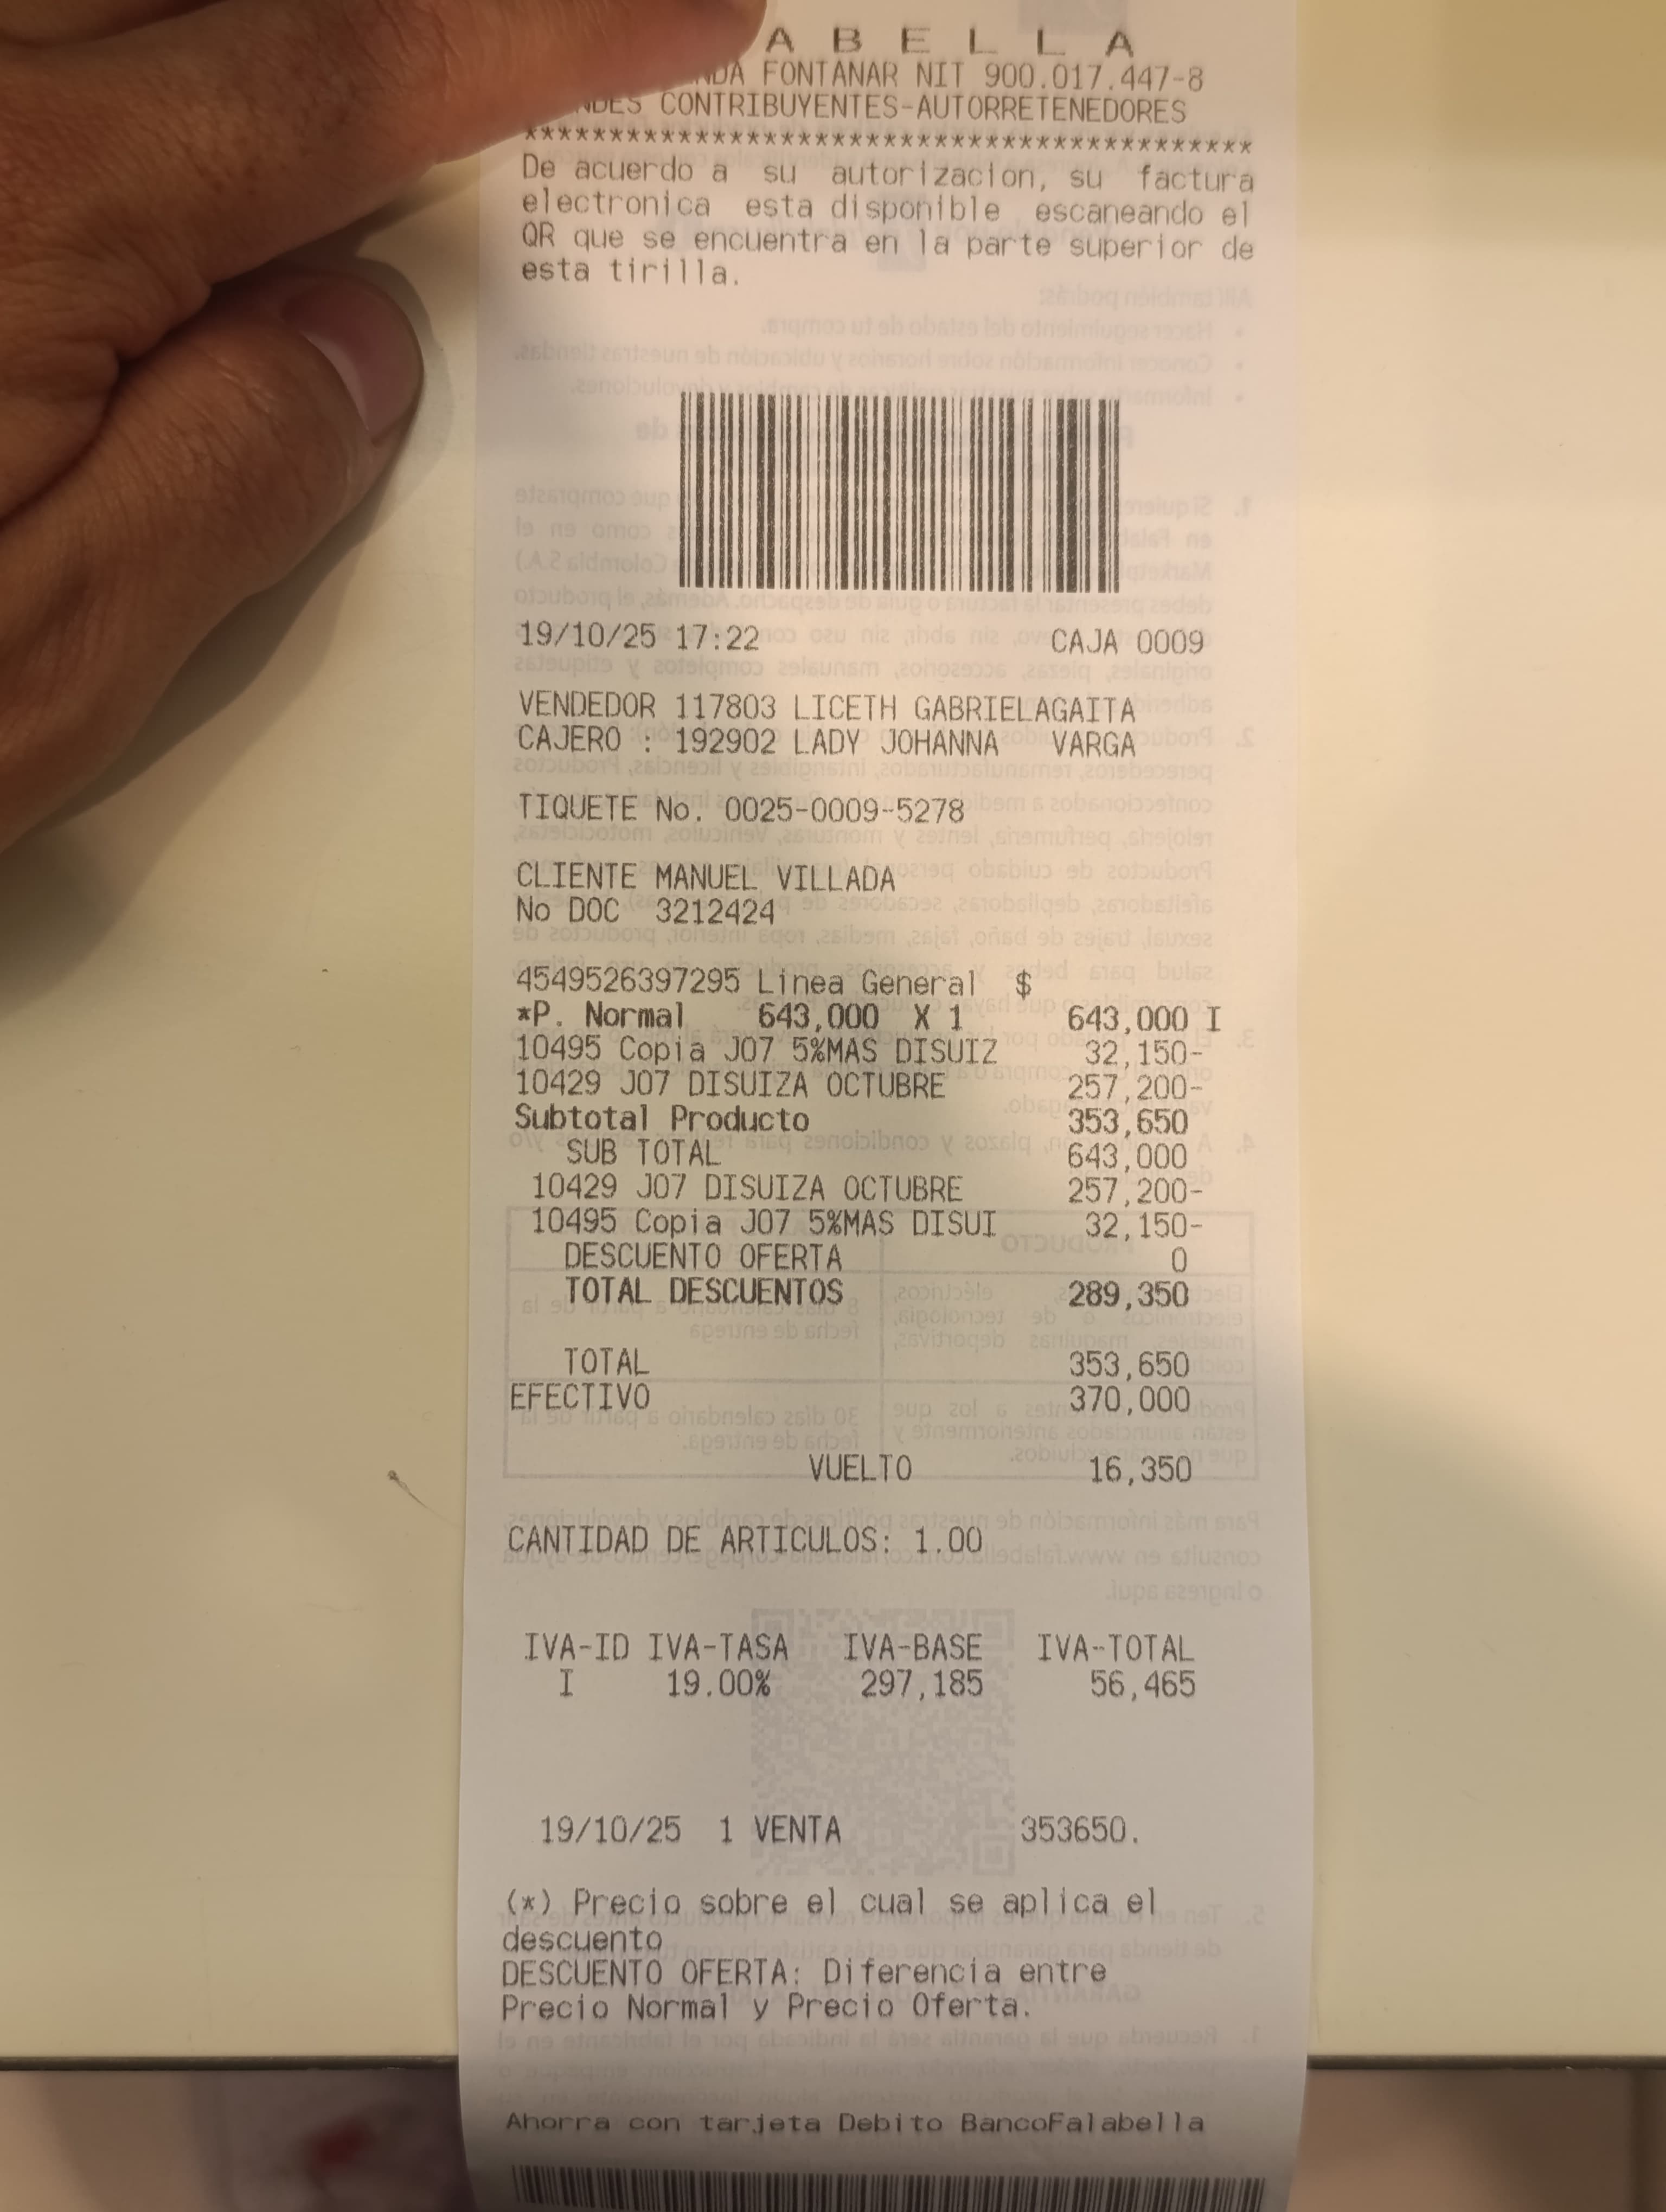 A B E L L A
FONTANAR NIT 900.017.447-8
CONTRIBUYENTES-AUTORRETENEDORES
*******************************************
De acuerdo a su autorizacion, su factura
electronica esta disponible escaneando el
QR que se encuentra en la parte superior de
esta tirilla.
19/10/25 17:22 CAJA 0009
VENDEDOR 117803 LICETH GABRIELAGAITA
CAJERO : 192902 LADY JOHANNA VARGA
TIQUETE No. 0025-0009-5278
CLIENTE MANUEL VILLADA
No DOC 3212424
4549526397295 Linea General $
*P. Normal 643,000 X 1 643,000 I
10495 Copia J07 5%MAS DISUIZ 32,150-
10429 J07 DISUIZA OCTUBRE 257,200-
Subtotal Producto 353,650
SUB TOTAL 643,000
10429 J07 DISUIZA OCTUBRE 257,200-
10495 Copia J07 5%MAS DISUI 32,150-
DESCUENTO OFERTA 0
TOTAL DESCUENTOS 289,350
TOTAL 353,650
EFECTIVO 370,000
VUELTO 16,350
CANTIDAD DE ARTICULOS: 1.00
IVA-ID IVA-TASA IVA-BASE IVA-TOTAL
I 19.00% 297,185 56,465
19/10/25 1 VENTA 353650.
(*) Precio sobre el cual se aplica el
descuento
DESCUENTO OFERTA: Diferencia entre
Precio Normal y Precio Oferta.
Ahorra con tarjeta Debito BancoFalabella